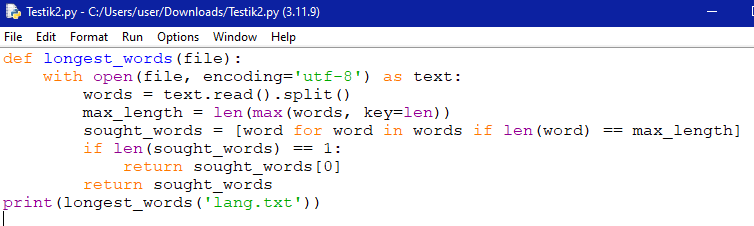 Testik2.py - C:/Users/user/Downloads/Testik2.py (3.11.9)
File Edit Format Run Options Window Help
def longest_words(file):
    with open(file, encoding='utf-8') as text:
        words = text.read().split()
        max_length = len(max(words, key=len))
        sought_words = [word for word in words if len(word) == max_length]
        if len(sought_words) == 1:
            return sought_words[0]
        return sought_words
print(longest_words('lang.txt'))